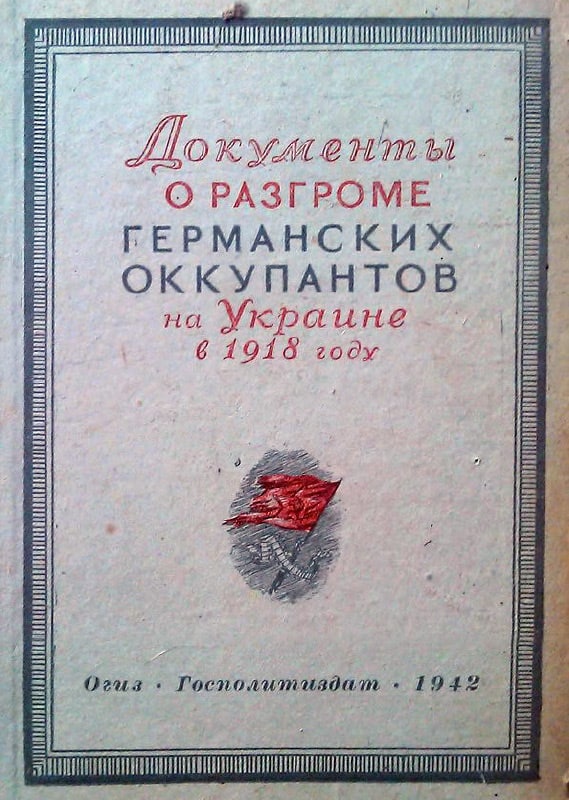 Документы
О РАЗГРОМЕ
ГЕРМАНСКИХ
ОККУПАНТОВ
на Украине
в 1918 году
Огиз · Госполитиздат · 1942